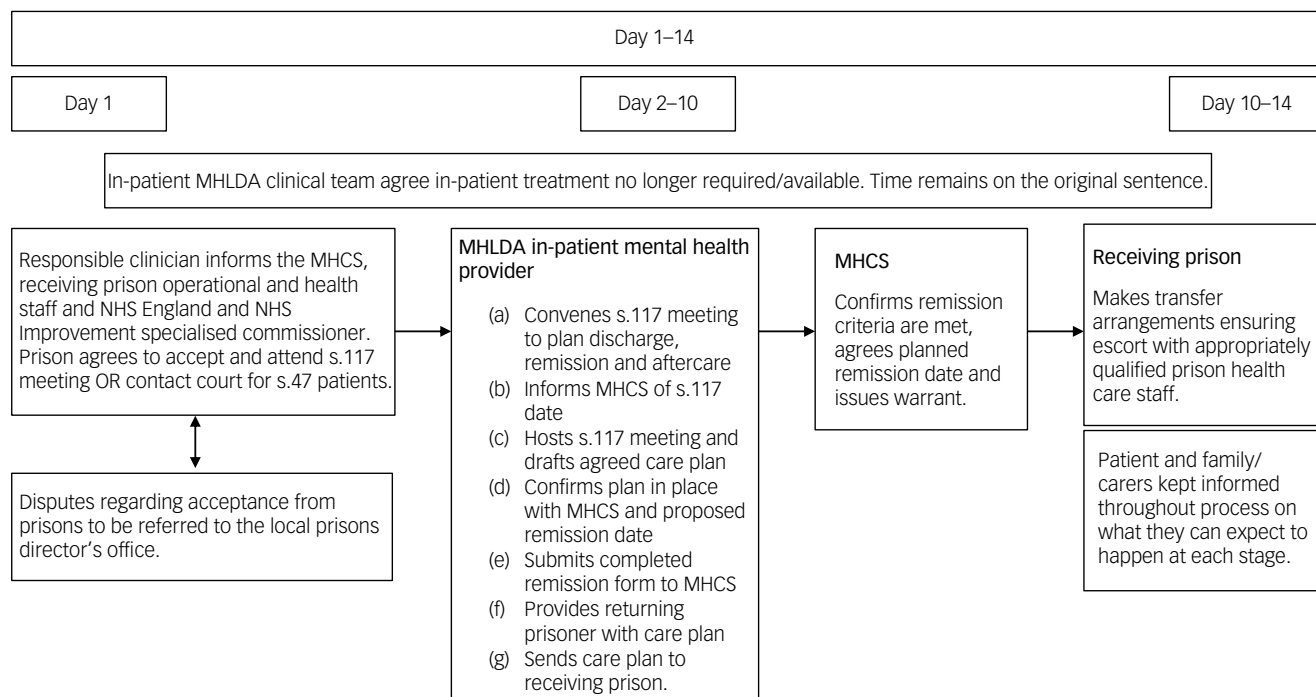 Day 1–14
Day 1
Day 2–10
Day 10–14
In-patient MHLDA clinical team agree in-patient treatment no longer required/available. Time remains on the original sentence.
Responsible clinician informs the MHCS,
receiving prison operational and health
staff and NHS England and NHS
Improvement specialised commissioner.
Prison agrees to accept and attend s.117
meeting OR contact court for s.47 patients.
Disputes regarding acceptance from
prisons to be referred to the local prisons
director’s office.
MHLDA in-patient mental health
provider
(a) Convenes s.117 meeting
to plan discharge,
remission and aftercare
(b) Informs MHCS of s.117
date
(c) Hosts s.117 meeting and
drafts agreed care plan
(d) Confirms plan in place
with MHCS and proposed
remission date
(e) Submits completed
remission form to MHCS
(f) Provides returning
prisoner with care plan
(g) Sends care plan to
receiving prison.
MHCS
Confirms remission
criteria are met,
agrees planned
remission date and
issues warrant.
Receiving prison
Makes transfer
arrangements ensuring
escort with appropriately
qualified prison health
care staff.
Patient and family/
carers kept informed
throughout process on
what they can expect to
happen at each stage.